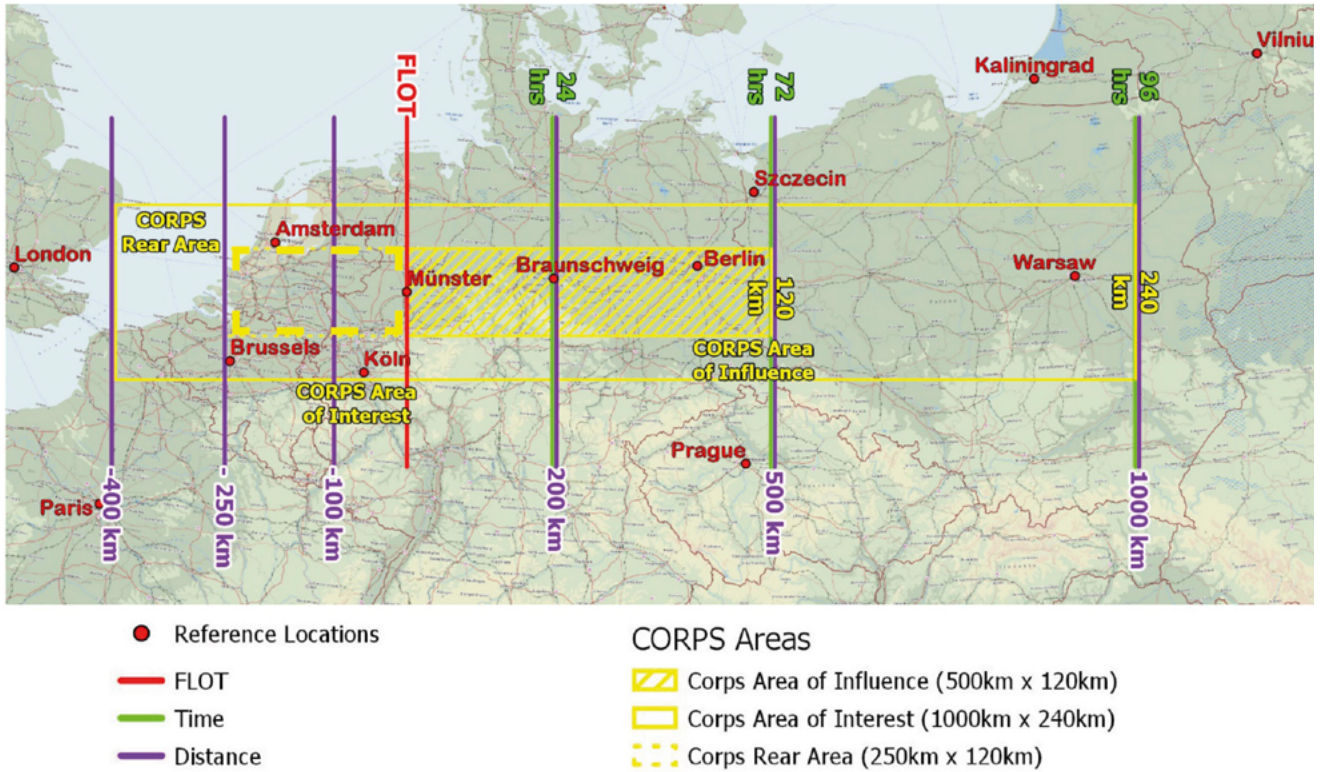 FLOT
24
hrs
72
hrs
96
hrs
Vilniu
Kaliningrad
Szczecin
CORPS
Rear Area
Amsterdam
London
Münster
Braunschweig
Berlin
Warsaw
120
km
240
km
Brussels
Köln
CORPS Area
of Influence
CORPS Area
of Interest
Prague
Paris
-400 km
- 250 km
-100 km
200 km
500 km
1000 km
Reference Locations
FLOT
Time
Distance
CORPS Areas
Corps Area of Influence (500km x 120km)
Corps Area of Interest (1000km x 240km)
Corps Rear Area (250km x 120km)